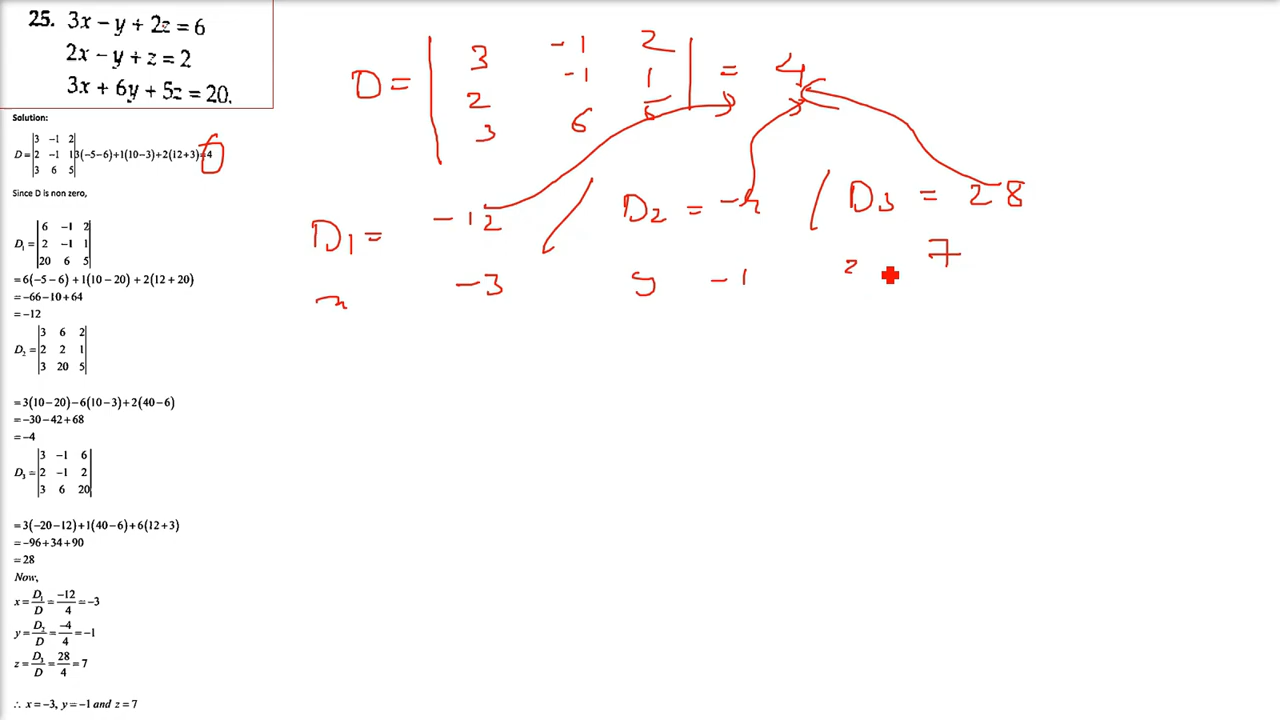 25. 3x − y + 2z = 6
2x − y + z = 2
3x + 6y + 5z = 20.
Solution:
D = |3 −1 2|
|2 −1 1| 3(−5−6)+1(10−3)+2(12+3)=4
|3 6 5|
Since D is non zero,
D₁ = |6 −1 2|
|2 −1 1|
|20 6 5|
=6(−5−6)+1(10−20)+2(12+20)
=−66−10+64
=−12
D₂ = |3 6 2|
|2 2 1|
|3 20 5|
=3(10−20)−6(10−3)+2(40−6)
=−30−42+68
=−4
D₃ = |3 −1 6|
|2 −1 2|
|3 6 20|
=3(−20−12)+1(40−6)+6(12+3)
=−96+34+90
=28
Now,
x = D₁/D = −12/4 = −3
y = D₂/D = −4/4 = −1
z = D₃/D = 28/4 = 7
∴ x = −3, y = −1 and z = 7
D = |3 −1 2| = 4
|2 −1 1|
|3 6 5|
D1 = −12 / D2 = −4 / D3 = 28
x −3 y −1 z 7